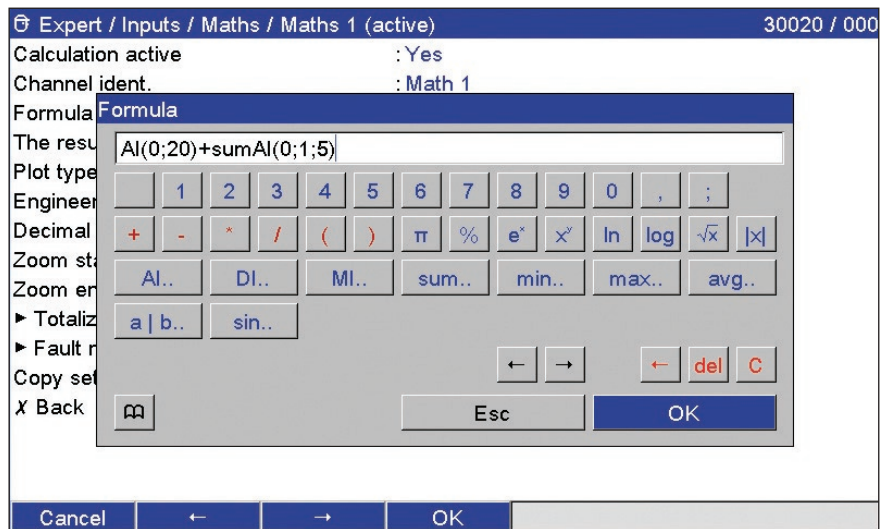 Expert / Inputs / Maths / Maths 1 (active) 30020 / 000
Calculation active : Yes
Channel ident. : Math 1
Formula
Formula
The resu
AI(0;20)+sumAI(0;1;5)
Plot type
1 2 3 4 5 6 7 8 9 0 , ;
Engineer
Decimal
+ - * / ( ) π % eˣ xʸ ln log √x |x|
Zoom sta
AI.. DI.. MI.. sum.. min.. max.. avg..
Zoom en
► Totaliz
a | b.. sin..
► Fault r
← → ← del C
Copy set
X Back
Esc OK
Cancel ← → OK